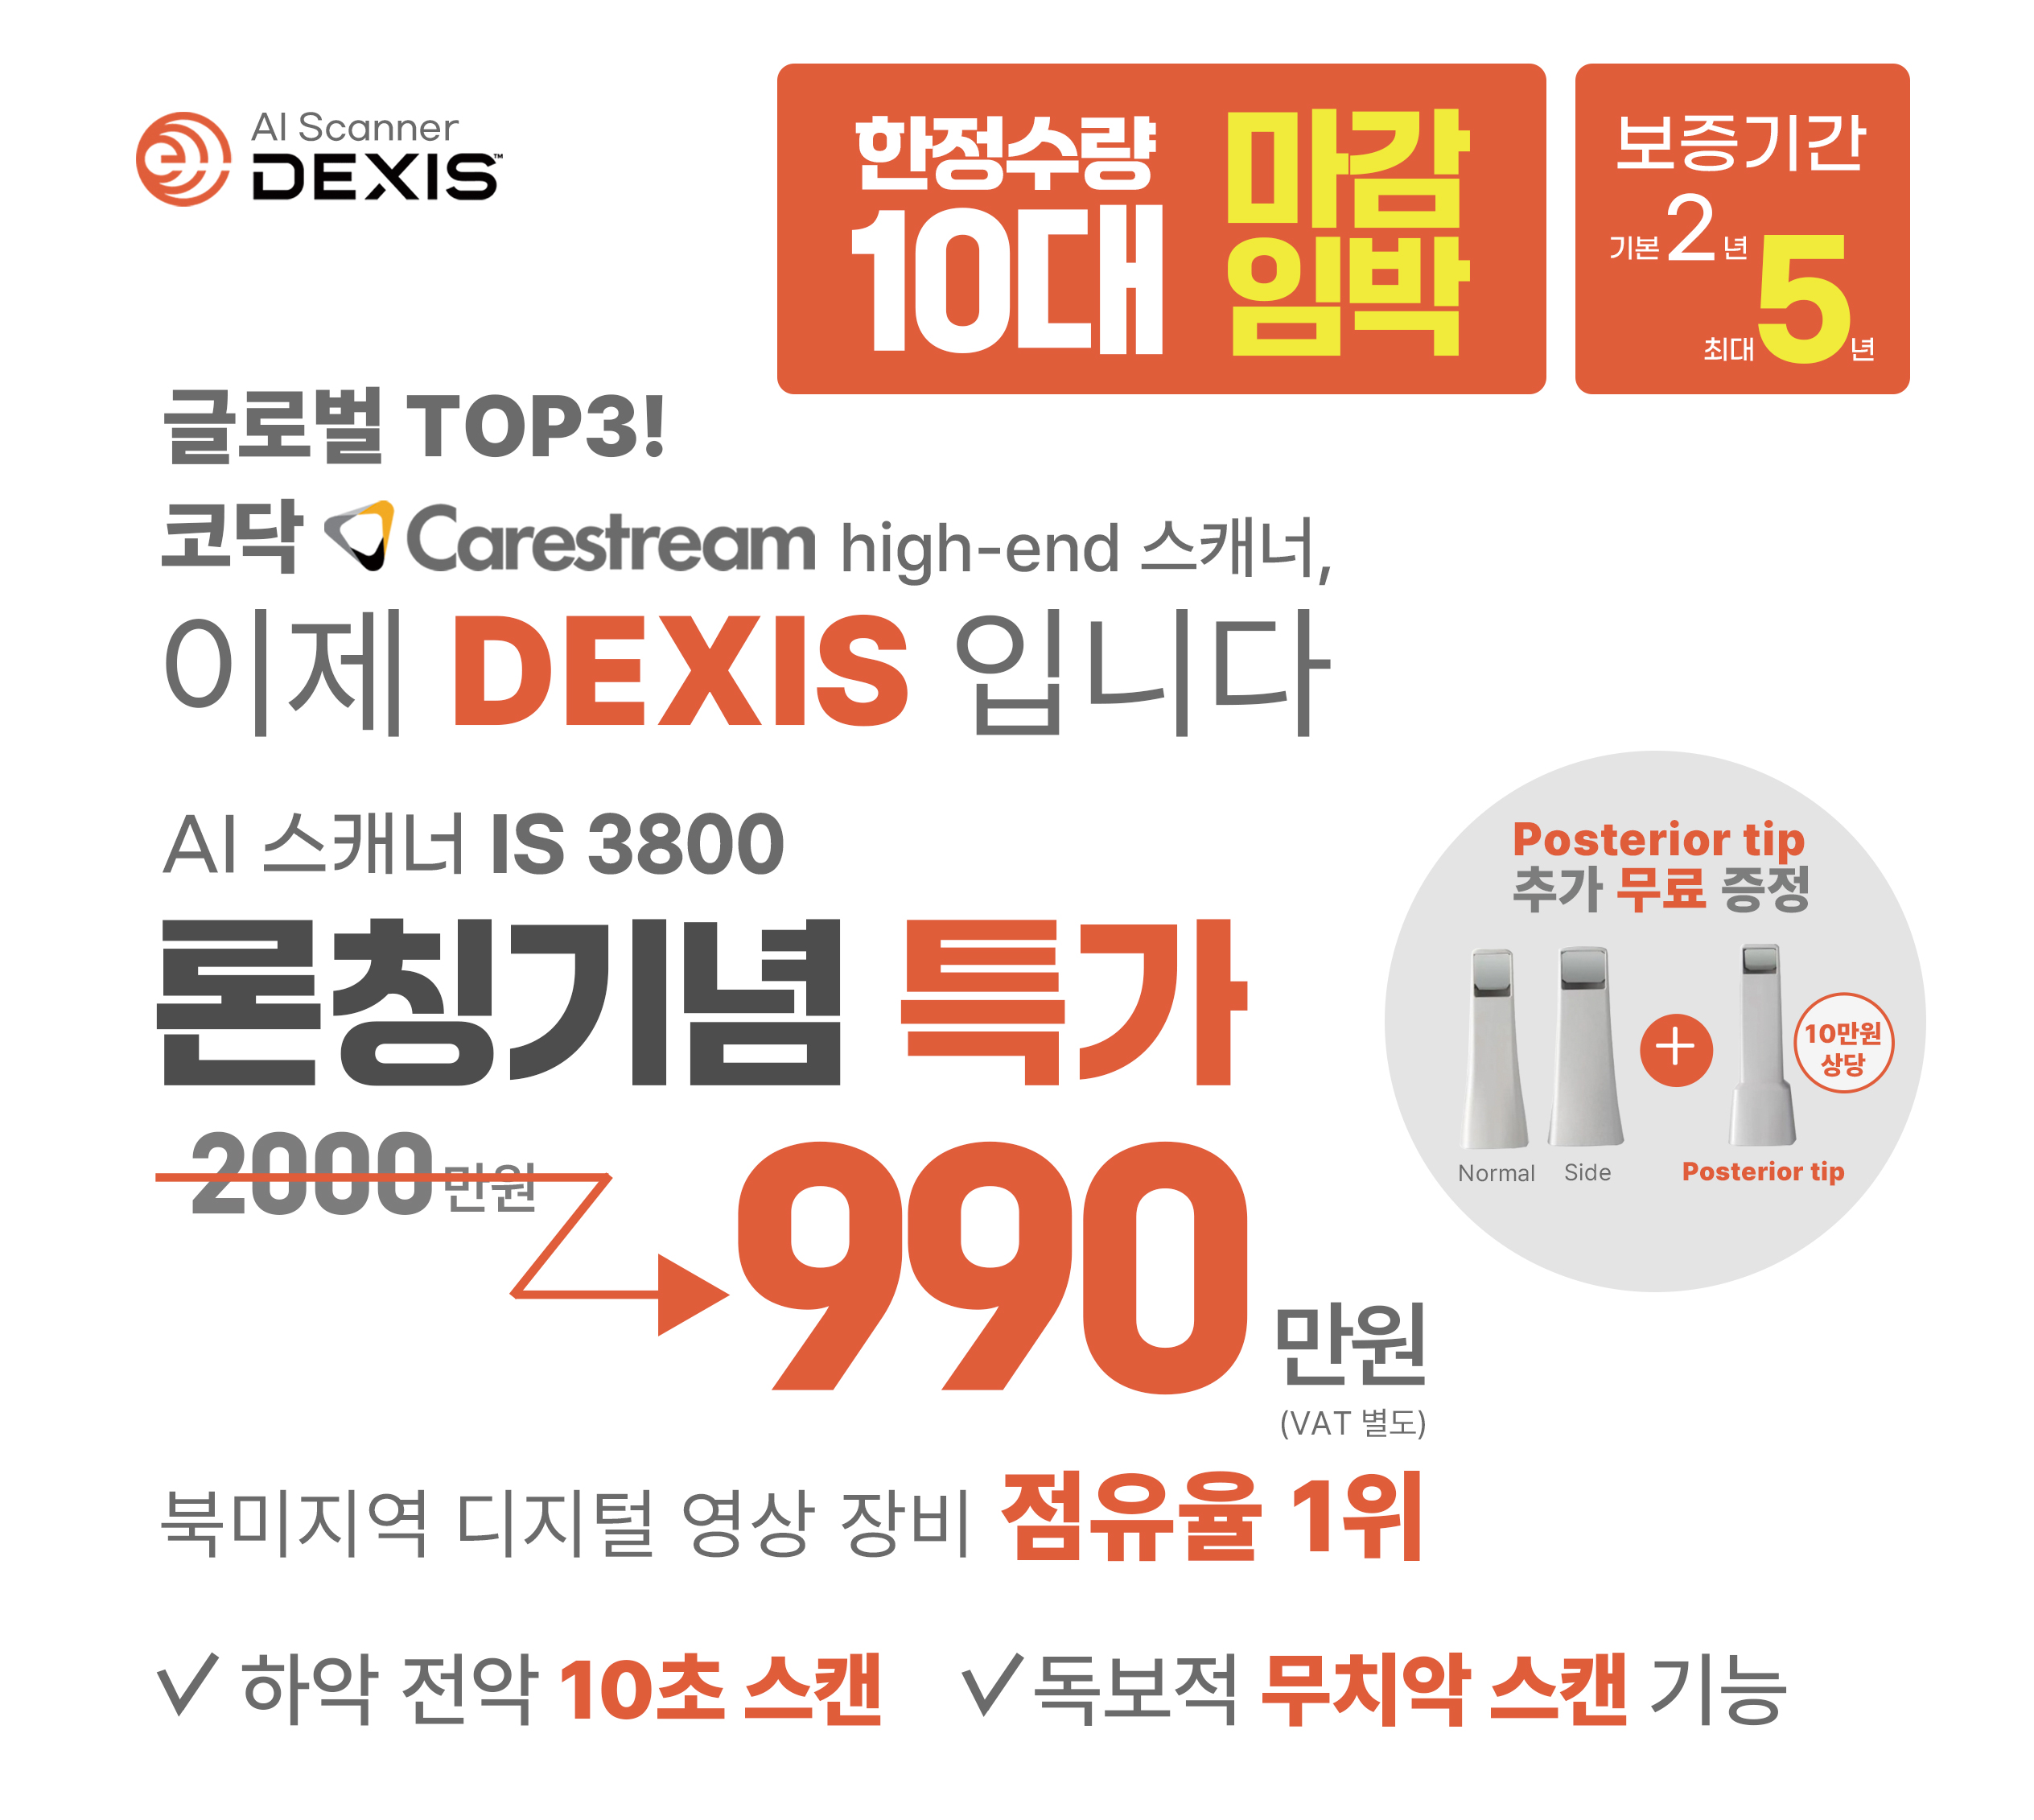 AI Scanner
DEXIS™
한정수량
10대
마감
임박
보증기간
기본 2년
최대 5년
글로벌 TOP3!
코닥 Carestream high-end 스캐너,
이제 DEXIS 입니다
AI 스캐너 IS 3800
론칭기념 특가
2000만원
990만원
(VAT 별도)
Posterior tip
추가 무료 증정
+
10만원
상당
Normal Side Posterior tip
북미지역 디지털 영상 장비 점유율 1위
✓ 하악 전악 10초 스캔 ✓ 독보적 무치악 스캔 기능